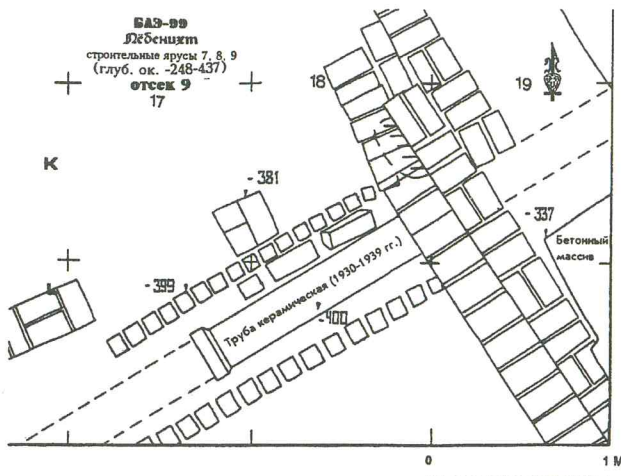 БАЭ-99
Лёбенихт
строительные ярусы 7, 8, 9
(глуб. ок. -248-437)
отсек 9
17
18
19
К
-381
-337
Бетонный
массив
-399
Труба керамическая (1930-1939 гг.)
-400
0
1 М